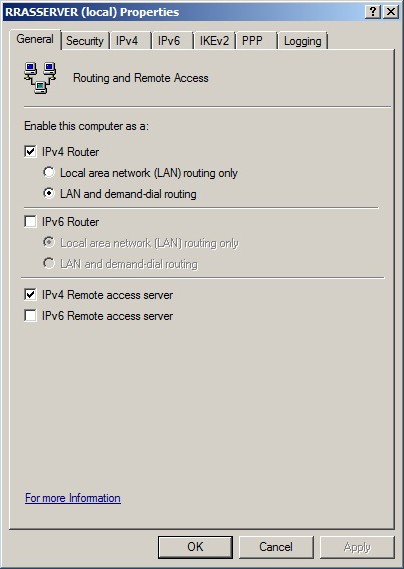 RRASSERVER (local) Properties
General Security IPv4 IPv6 IKEv2 PPP Logging
Routing and Remote Access
Enable this computer as a:
IPv4 Router
Local area network (LAN) routing only
LAN and demand-dial routing
IPv6 Router
Local area network (LAN) routing only
LAN and demand-dial routing
IPv4 Remote access server
IPv6 Remote access server
For more Information
OK Cancel Apply